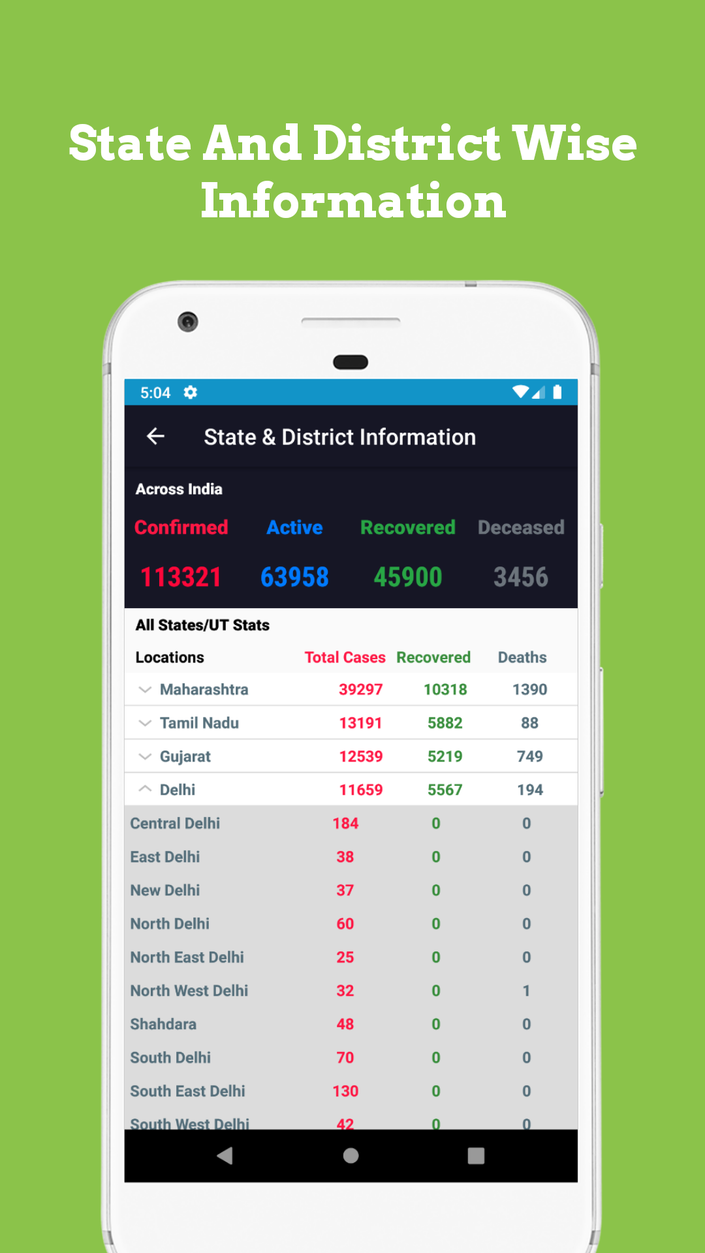 State And District Wise
Information
5:04
State & District Information
Across India
Confirmed Active Recovered Deceased
113321 63958 45900 3456
All States/UT Stats
Locations Total Cases Recovered Deaths
Maharashtra 39297 10318 1390
Tamil Nadu 13191 5882 88
Gujarat 12539 5219 749
Delhi 11659 5567 194
Central Delhi 184 0 0
East Delhi 38 0 0
New Delhi 37 0 0
North Delhi 60 0 0
North East Delhi 25 0 0
North West Delhi 32 0 1
Shahdara 48 0 0
South Delhi 70 0 0
South East Delhi 130 0 0
South West Delhi 42 0 0